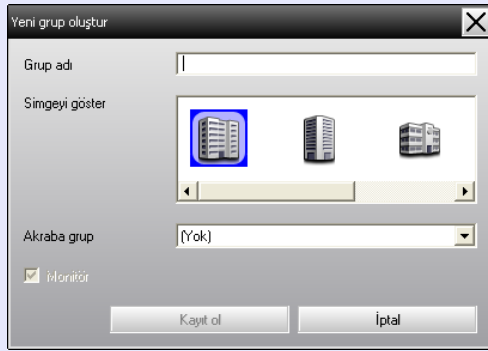 Yeni grup oluştur
Grup adı
Simgeyi göster
Akraba grup
(Yok)
Monitör
Kayıt ol
İptal